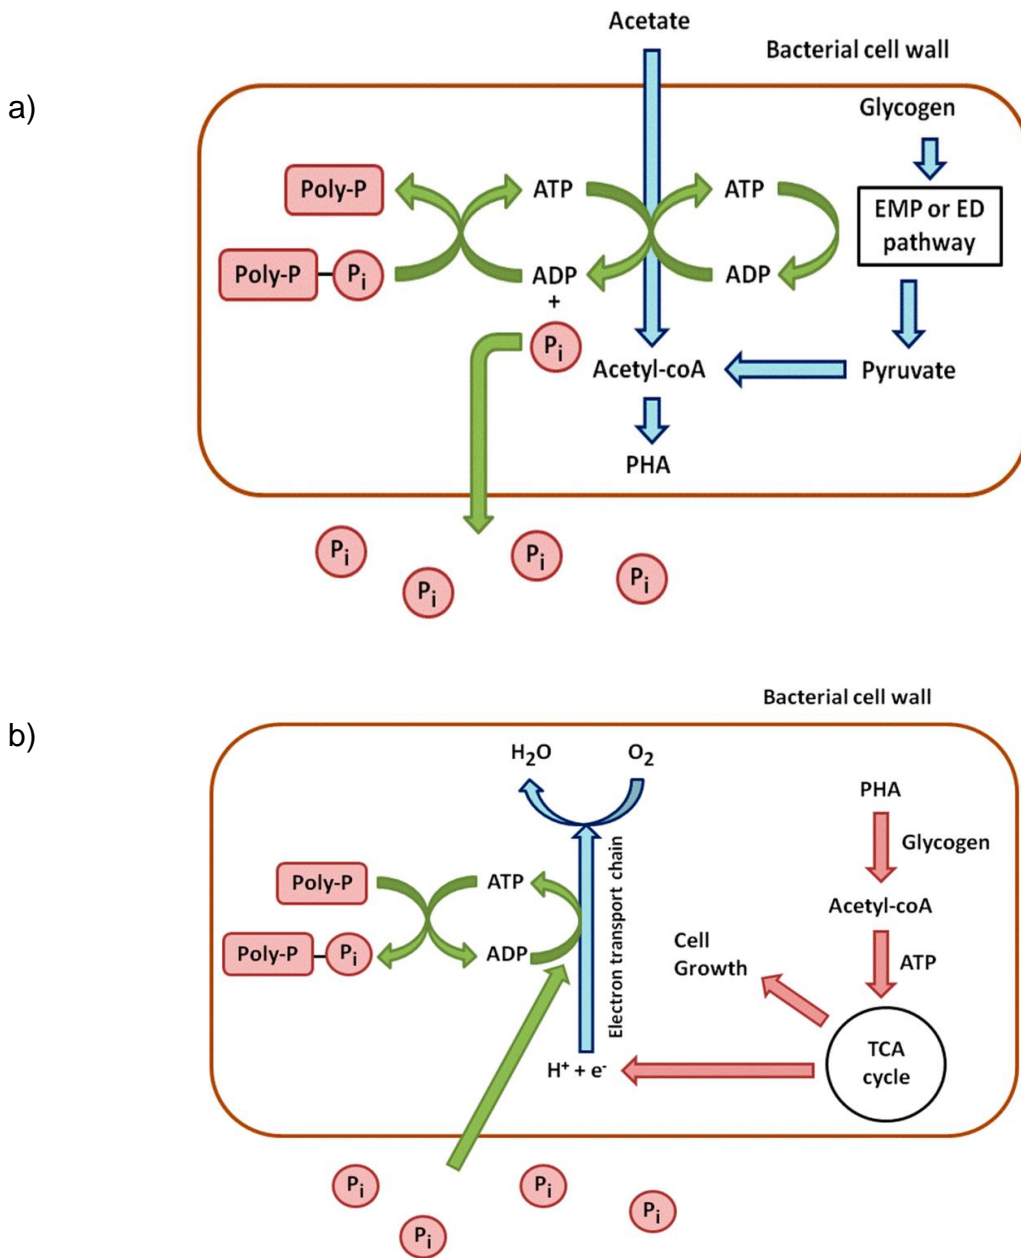 a)
Acetate
Bacterial cell wall
Glycogen
Poly-P
ATP
ATP
EMP or ED
pathway
Poly-P
Pi
ADP
+
Pi
ADP
Acetyl-coA
Pyruvate
PHA
Pi
Pi
Pi
Pi
b)
Bacterial cell wall
H2O
O2
PHA
Glycogen
Electron transport chain
Poly-P
ATP
Acetyl-coA
Poly-P
Pi
ADP
Cell
Growth
ATP
TCA
cycle
H+ + e-
Pi
Pi
Pi
Pi